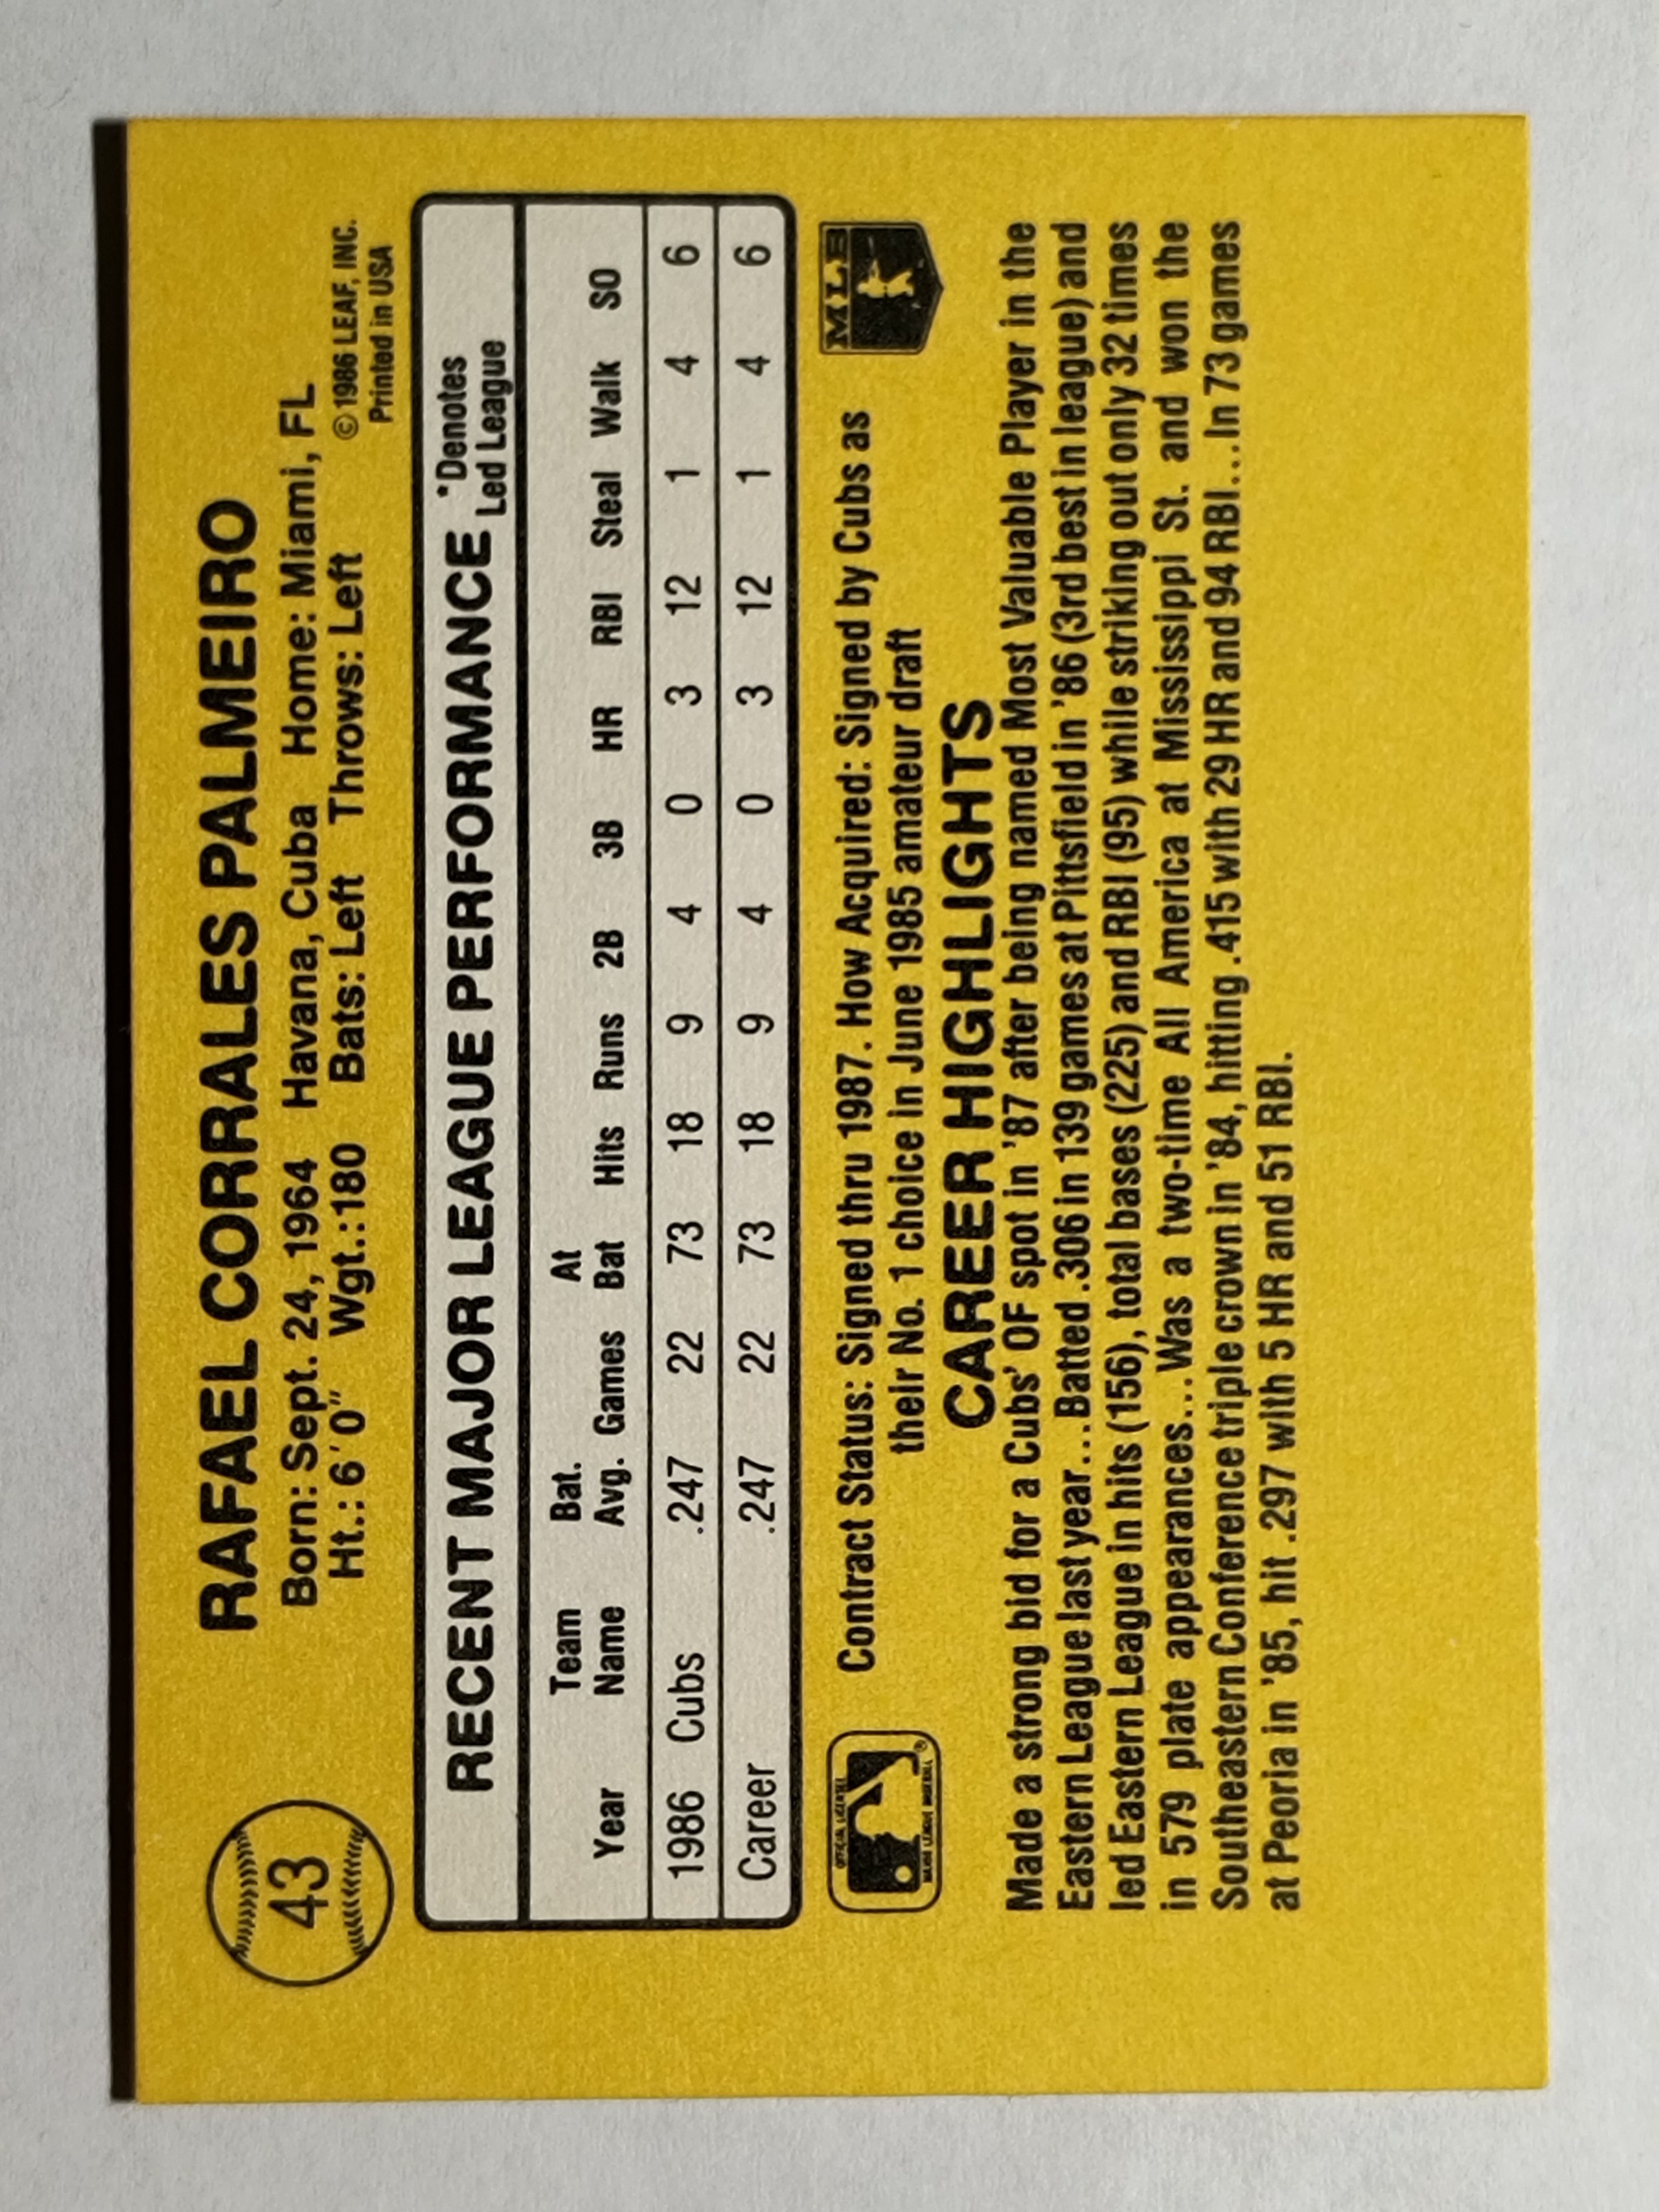 43
RAFAEL CORRALES PALMEIRO
Born: Sept. 24, 1964 Havana, Cuba Home: Miami, FL
Ht.: 6'0" Wgt.:180 Bats: Left Throws: Left
©1986 LEAF, INC.
Printed in USA
RECENT MAJOR LEAGUE PERFORMANCE *Denotes
Led League
Team Bat. At
Year Name Avg. Games Bat Hits Runs 2B 3B HR RBI Steal Walk SO
1986 Cubs .247 22 73 18 9 4 0 3 12 1 4 6
Career .247 22 73 18 9 4 0 3 12 1 4 6
OFFICIAL LICENSEE
MAJOR LEAGUE BASEBALL
®
Contract Status: Signed thru 1987. How Acquired: Signed by Cubs as
their No. 1 choice in June 1985 amateur draft
MLB
CAREER HIGHLIGHTS
Made a strong bid for a Cubs' OF spot in '87 after being named Most Valuable Player in the
Eastern League last year...Batted .306 in 139 games at Pittsfield in '86 (3rd best in league) and
led Eastern League in hits (156), total bases (225) and RBI (95) while striking out only 32 times
in 579 plate appearances...Was a two-time All America at Mississippi St. and won the
Southeastern Conference triple crown in '84, hitting .415 with 29 HR and 94 RBI...In 73 games
at Peoria in '85, hit .297 with 5 HR and 51 RBI.